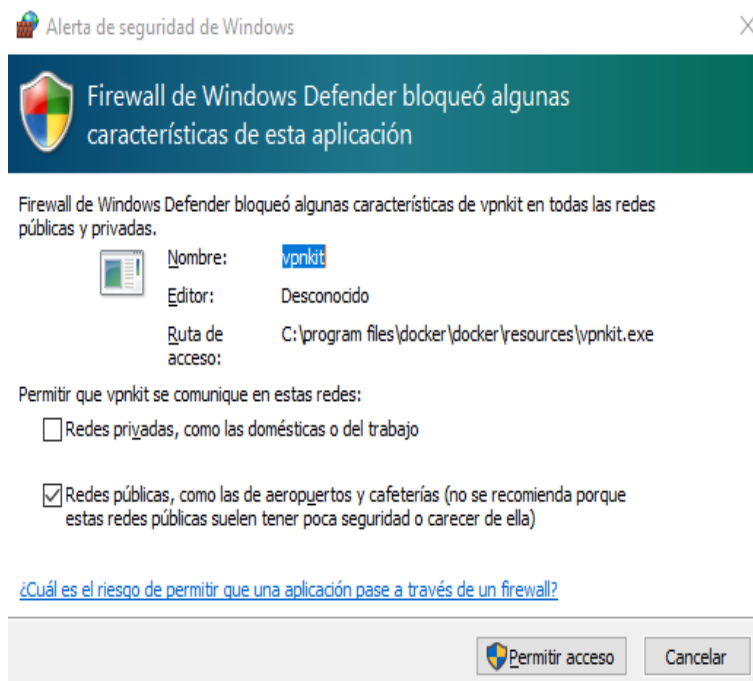 Alerta de seguridad de Windows
Firewall de Windows Defender bloqueó algunas
características de esta aplicación
Firewall de Windows Defender bloqueó algunas características de vpnkit en todas las redes
públicas y privadas.
Nombre: vpnkit
Editor: Desconocido
Ruta de acceso: C:\program files\docker\docker\resources\vpnkit.exe
Permitir que vpnkit se comunique en estas redes:
Redes privadas, como las domésticas o del trabajo
Redes públicas, como las de aeropuertos y cafeterías (no se recomienda porque
estas redes públicas suelen tener poca seguridad o carecer de ella)
¿Cuál es el riesgo de permitir que una aplicación pase a través de un firewall?
Permitir acceso Cancelar